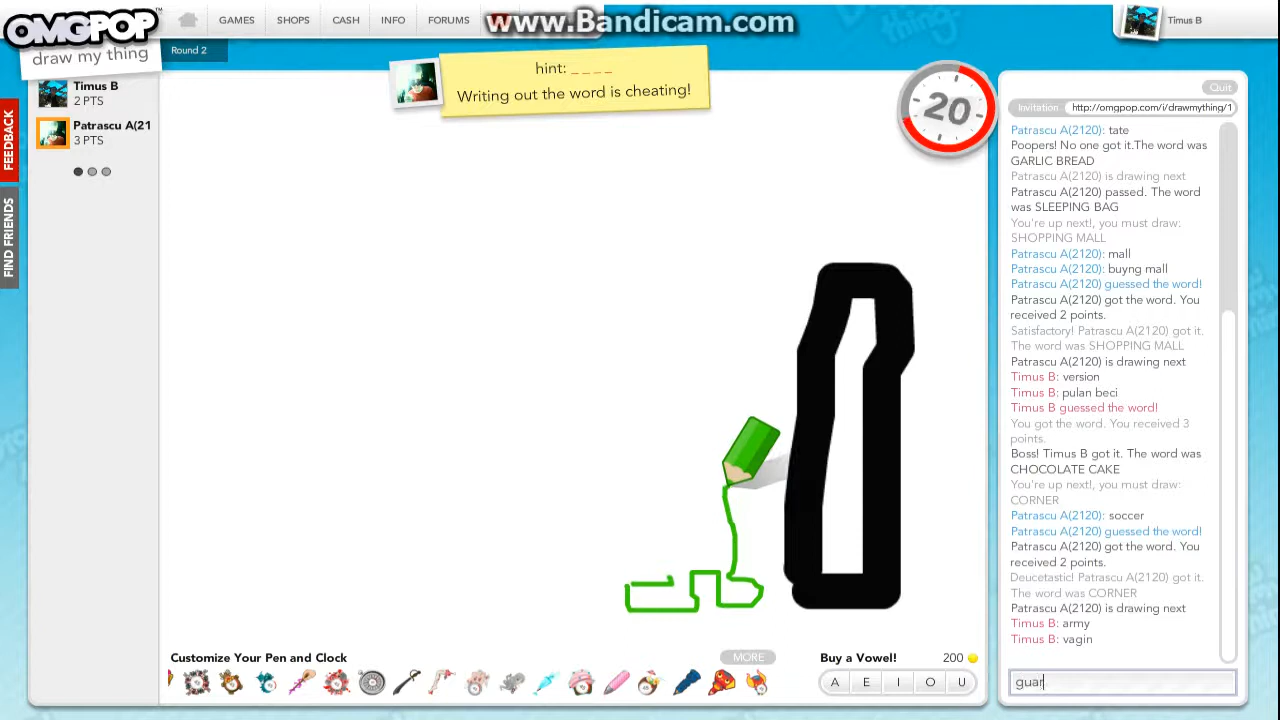 www.Bandicam.com
OMGPOP™
draw my thing
GAMES
SHOPS
CASH
INFO
FORUMS
Timus B
Round 2
hint: _ _ _ _
Writing out the word is cheating!
20
Timus B
2 PTS
Patrascu A(21
3 PTS
FEEDBACK
FIND FRIENDS
Quit
Invitation http://omgpop.com/i/drawmything/1
Patrascu A(2120): tate
Poopers! No one got it.The word was
GARLIC BREAD
Patrascu A(2120) is drawing next
Patrascu A(2120) passed. The word
was SLEEPING BAG
You're up next!, you must draw:
SHOPPING MALL
Patrascu A(2120): mall
Patrascu A(2120): buyng mall
Patrascu A(2120) guessed the word!
Patrascu A(2120) got the word. You
received 2 points.
Satisfactory! Patrascu A(2120) got it.
The word was SHOPPING MALL
Patrascu A(2120) is drawing next
Timus B: version
Timus B: pulan beci
Timus B guessed the word!
You got the word. You received 3
points.
Boss! Timus B got it. The word was
CHOCOLATE CAKE
You're up next!, you must draw:
CORNER
Patrascu A(2120): soccer
Patrascu A(2120) guessed the word!
Patrascu A(2120) got the word. You
received 2 points.
Deucetastic! Patrascu A(2120) got it.
The word was CORNER
Patrascu A(2120) is drawing next
Timus B: army
Timus B: vagin
guar
Customize Your Pen and Clock
MORE
Buy a Vowel!
200
A E I O U